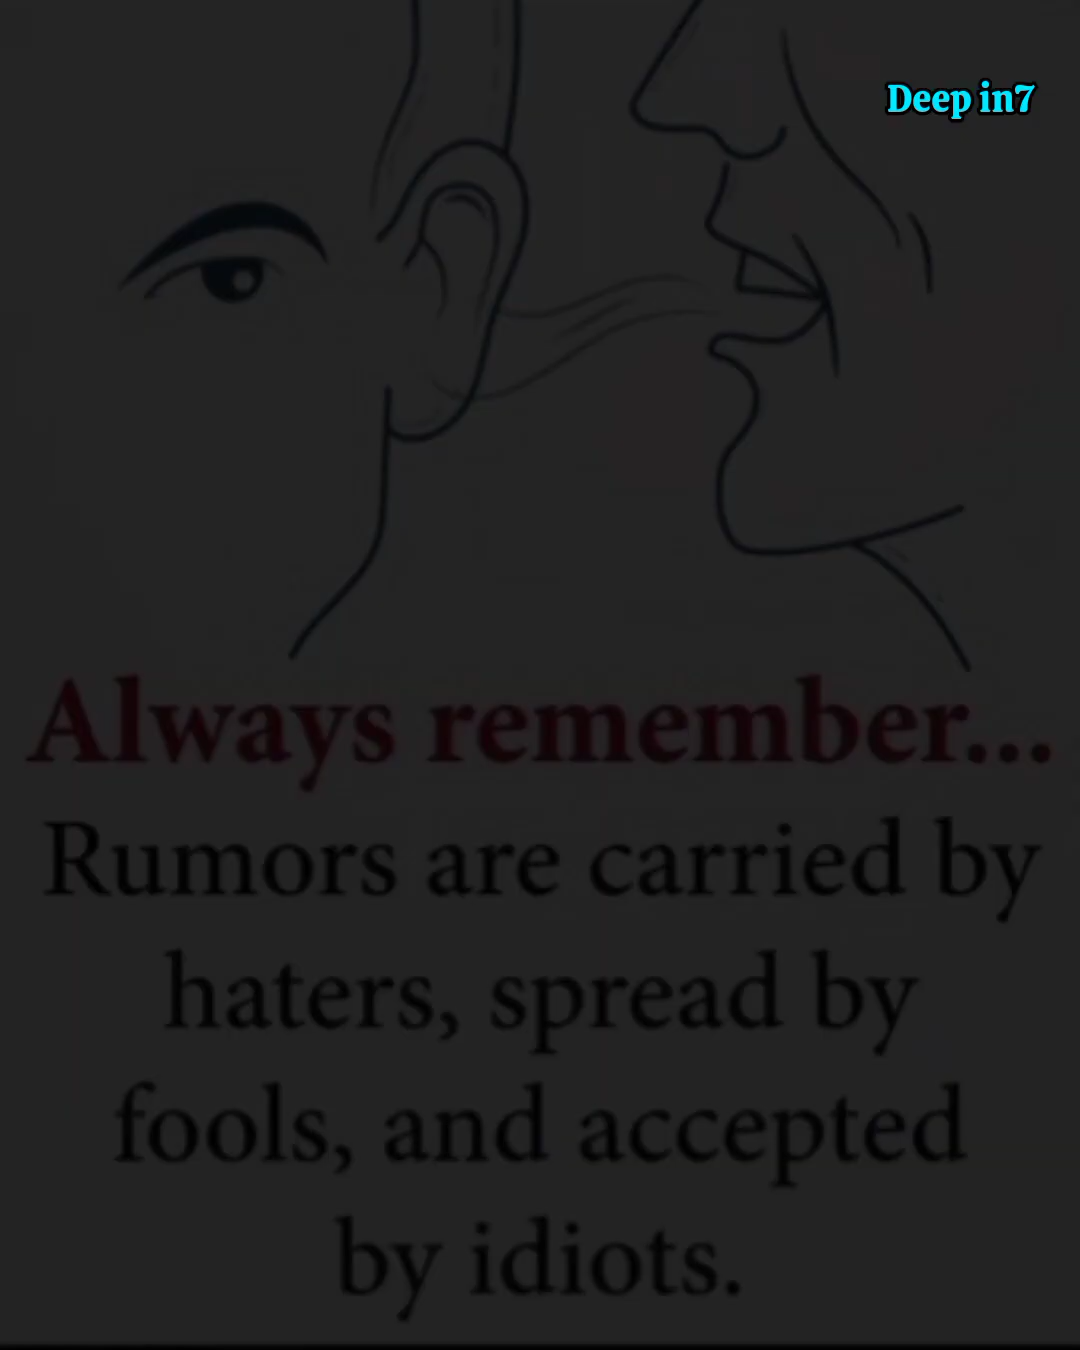 Deep in7
Always remember...
Rumors are carried by
haters, spread by
fools, and accepted
by idiots.